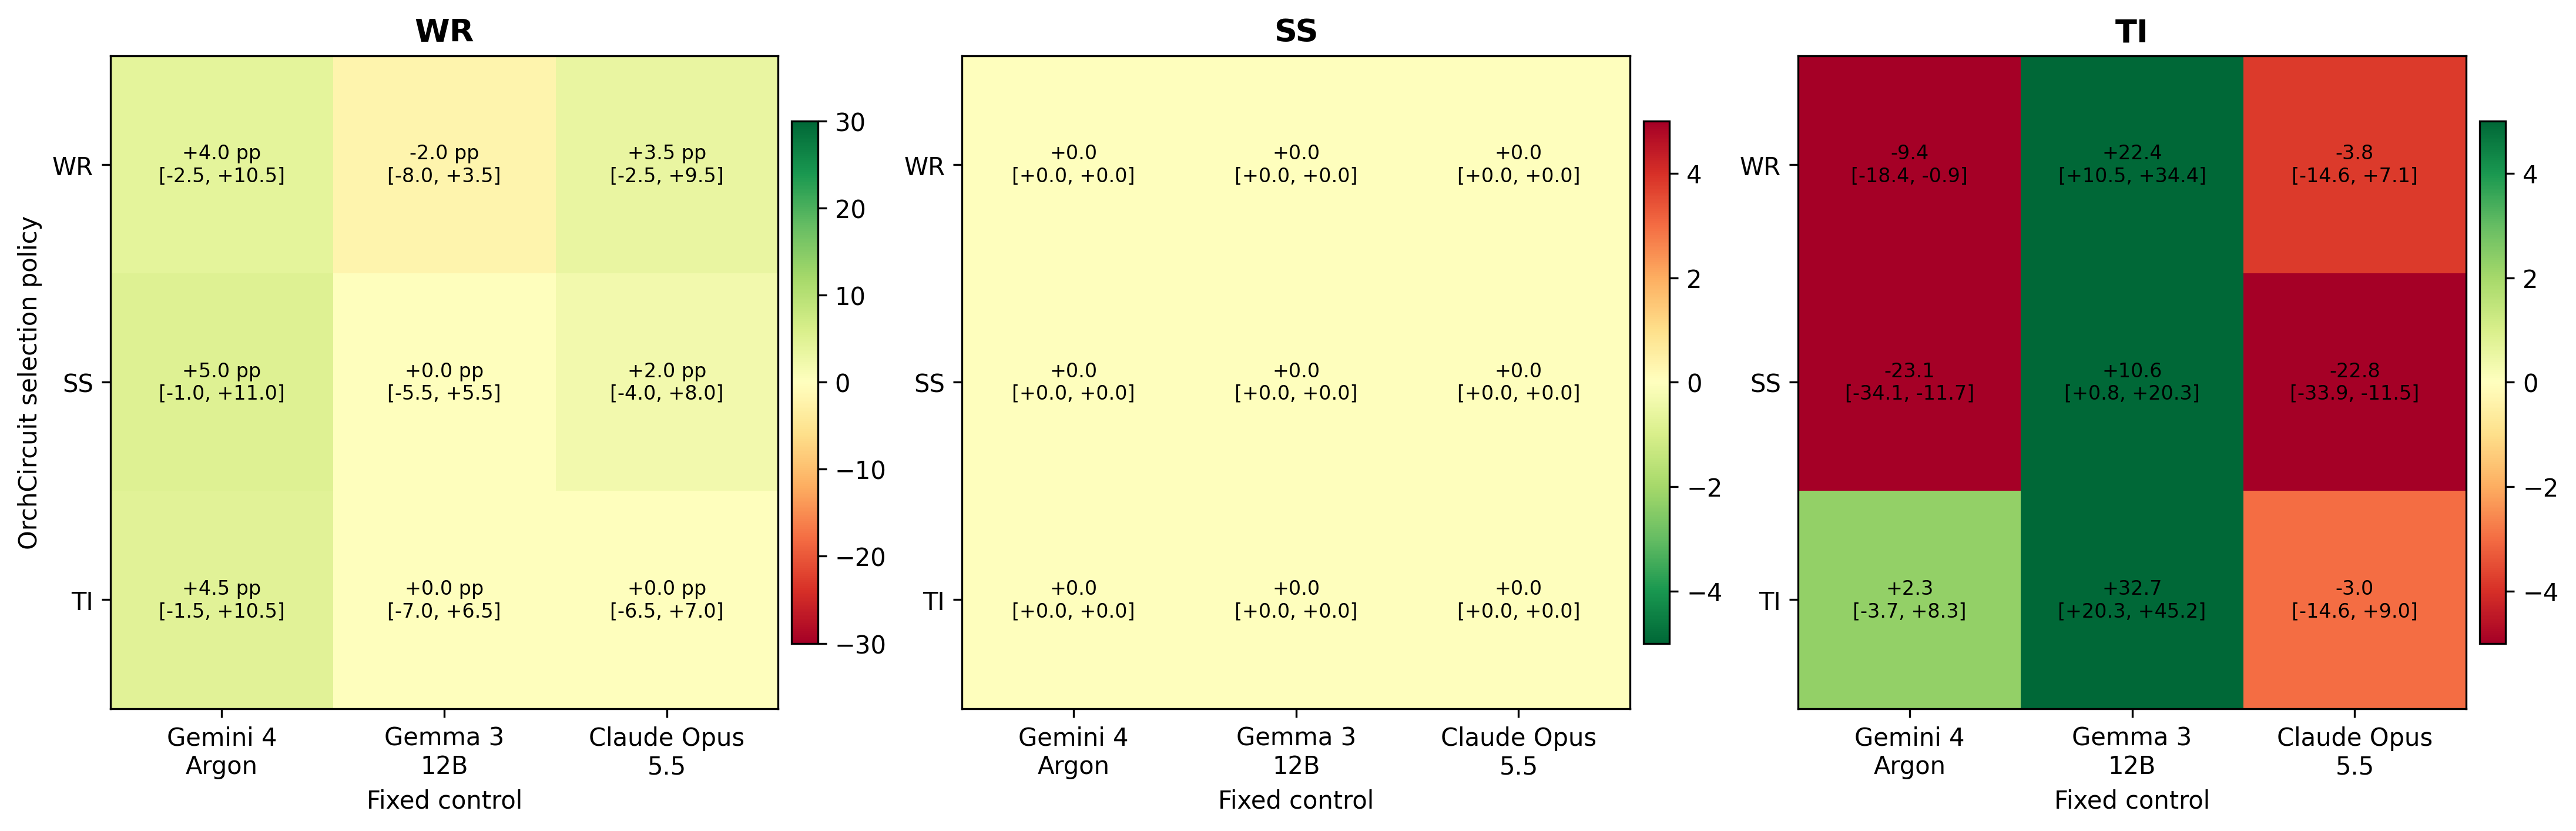 WR
OrchCircuit selection policy
WR
SS
TI
+4.0 pp
[-2.5, +10.5]
-2.0 pp
[-8.0, +3.5]
+3.5 pp
[-2.5, +9.5]
+5.0 pp
[-1.0, +11.0]
+0.0 pp
[-5.5, +5.5]
+2.0 pp
[-4.0, +8.0]
+4.5 pp
[-1.5, +10.5]
+0.0 pp
[-7.0, +6.5]
+0.0 pp
[-6.5, +7.0]
Gemini 4
Argon
Gemma 3
12B
Claude Opus
5.5
Fixed control
30
20
10
0
−10
−20
−30
SS
WR
SS
TI
+0.0
[+0.0, +0.0]
+0.0
[+0.0, +0.0]
+0.0
[+0.0, +0.0]
+0.0
[+0.0, +0.0]
+0.0
[+0.0, +0.0]
+0.0
[+0.0, +0.0]
+0.0
[+0.0, +0.0]
+0.0
[+0.0, +0.0]
+0.0
[+0.0, +0.0]
Gemini 4
Argon
Gemma 3
12B
Claude Opus
5.5
Fixed control
4
2
0
−2
−4
TI
WR
SS
TI
-9.4
[-18.4, -0.9]
+22.4
[+10.5, +34.4]
-3.8
[-14.6, +7.1]
-23.1
[-34.1, -11.7]
+10.6
[+0.8, +20.3]
-22.8
[-33.9, -11.5]
+2.3
[-3.7, +8.3]
+32.7
[+20.3, +45.2]
-3.0
[-14.6, +9.0]
Gemini 4
Argon
Gemma 3
12B
Claude Opus
5.5
Fixed control
4
2
0
−2
−4